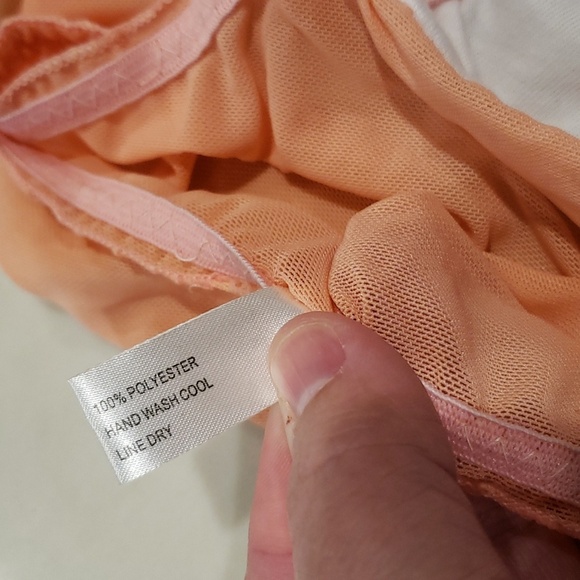 100% POLYESTER
HAND WASH COOL
LINE DRY